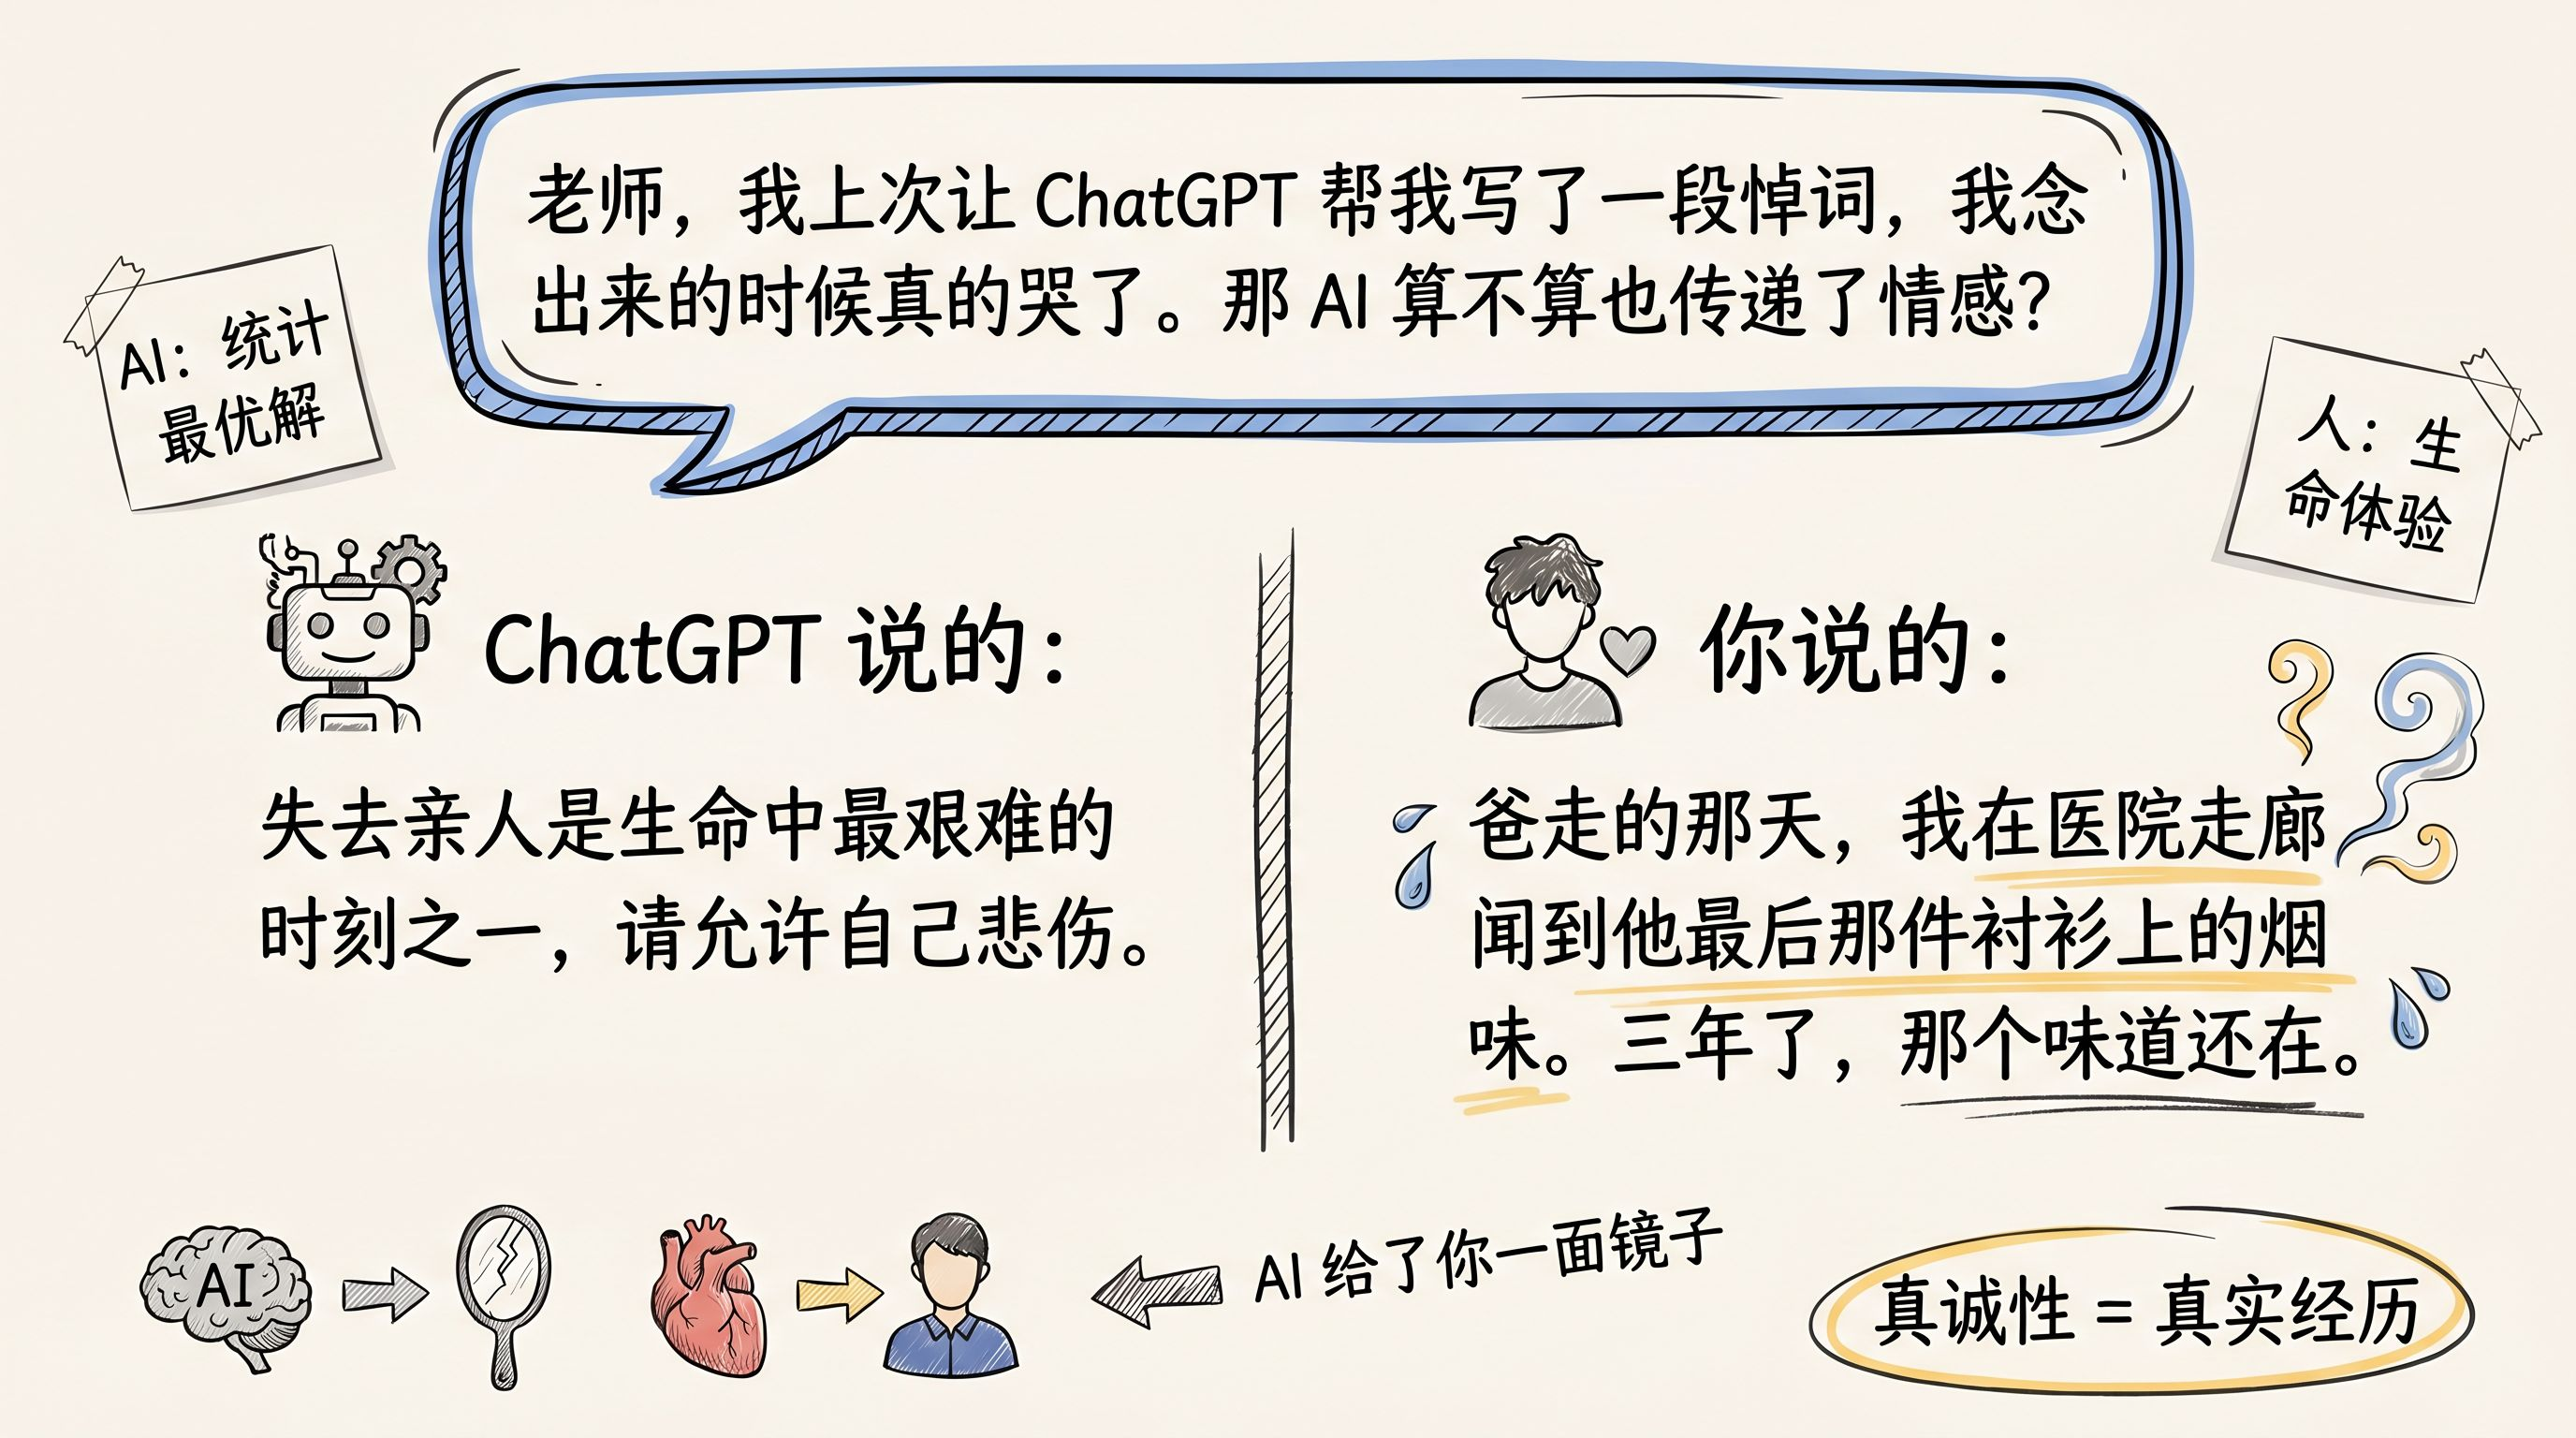 老师，我上次让 ChatGPT 帮我写了一段悼词，我念
出来的时候真的哭了。那 AI 算不算也传递了情感？
AI：统计
最优解
人：生
命体验
ChatGPT 说的：
失去亲人是生命中最艰难的
时刻之一，请允许自己悲伤。
你说的：
爸走的那天，我在医院走廊
闻到他最后那件衬衫上的烟
味。三年了，那个味道还在。
AI
AI 给了你一面镜子
真诚性 = 真实经历